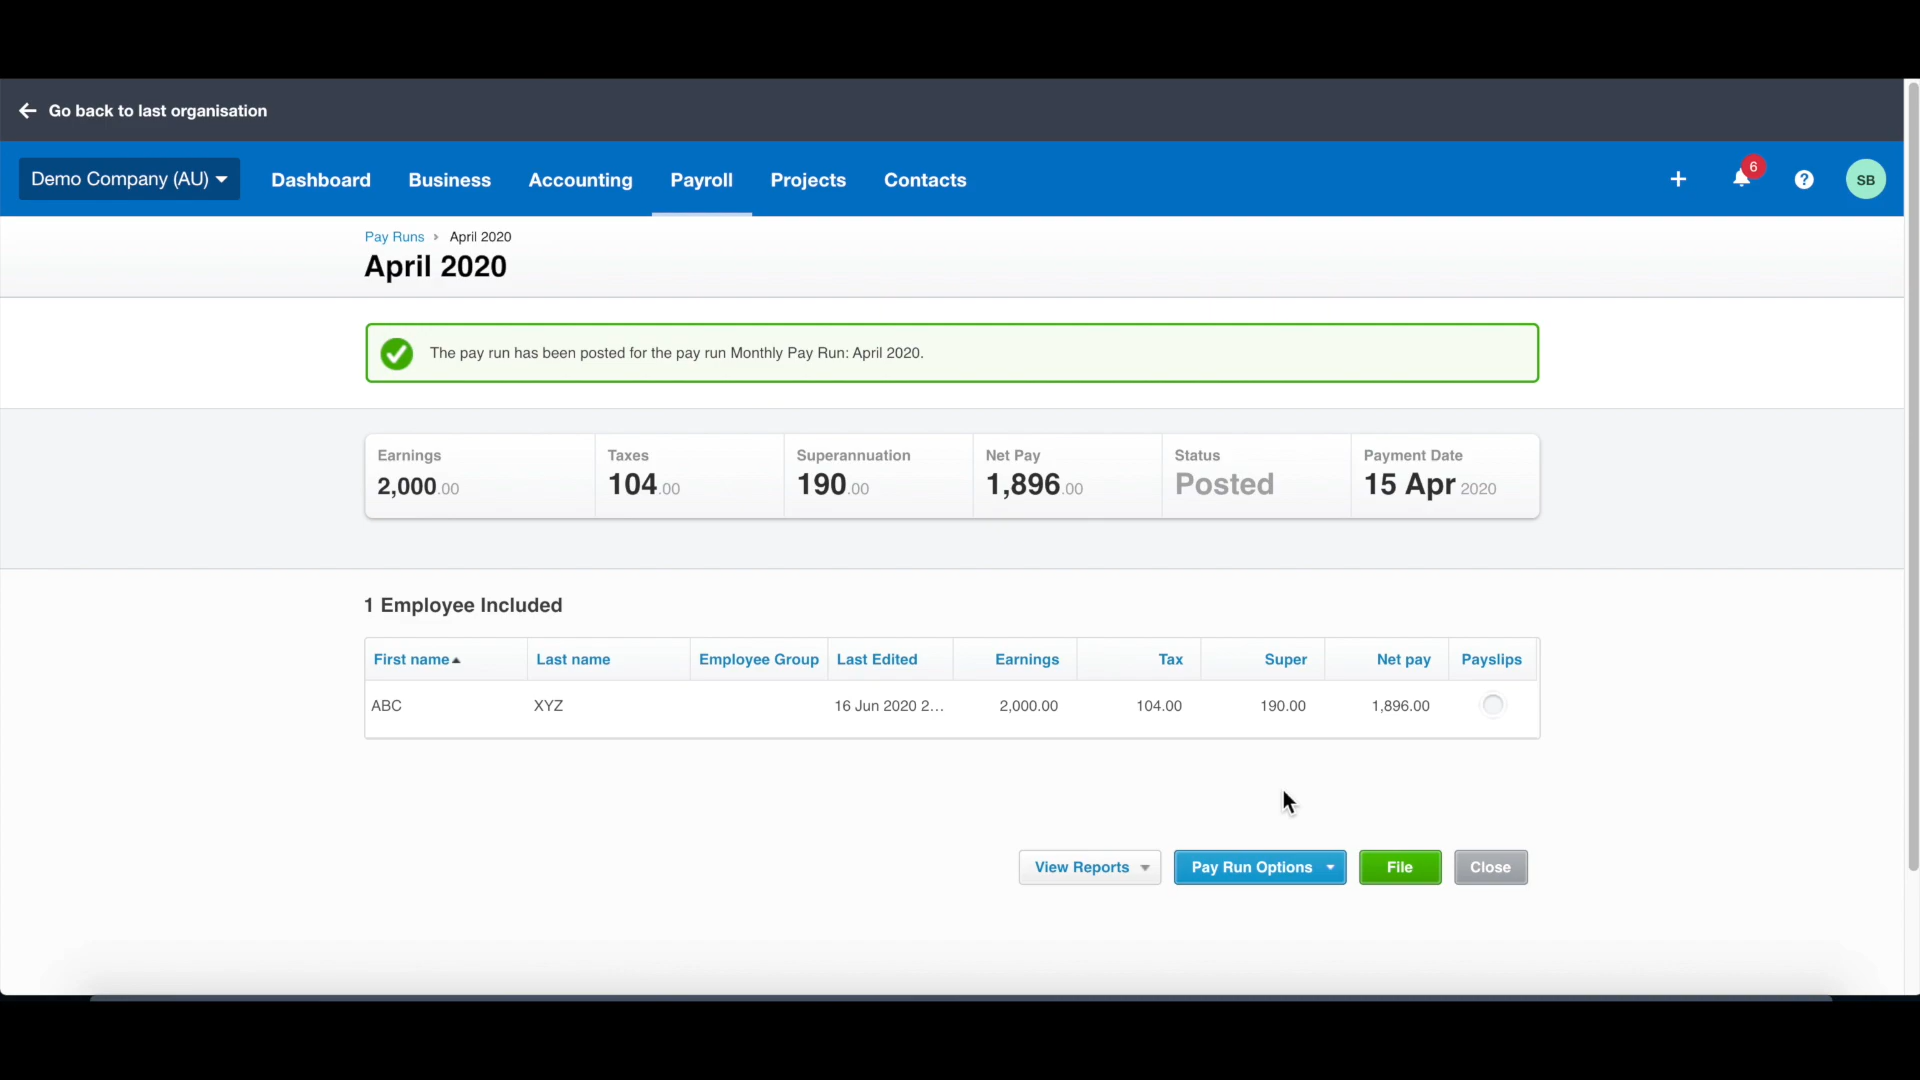 Go back to last organisation
Demo Company (AU) Dashboard Business Accounting Payroll Projects Contacts 6 SB
Pay Runs › April 2020
April 2020
The pay run has been posted for the pay run Monthly Pay Run: April 2020.
Earnings Taxes Superannuation Net Pay Status Payment Date
2,000.00 104.00 190.00 1,896.00 Posted 15 Apr 2020
1 Employee Included
First name Last name Employee Group Last Edited Earnings Tax Super Net pay Payslips
ABC XYZ 16 Jun 2020 2... 2,000.00 104.00 190.00 1,896.00
View Reports Pay Run Options File Close